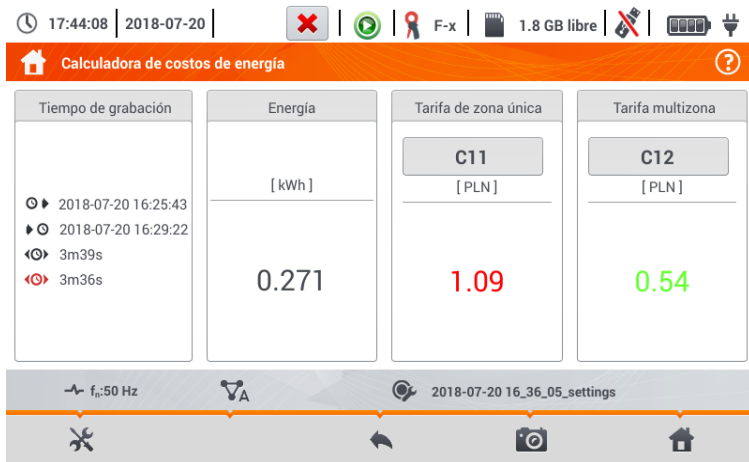 17:44:08 2018-07-20 F-x 1.8 GB libre
Calculadora de costos de energía ?
Tiempo de grabación
2018-07-20 16:25:43
2018-07-20 16:29:22
3m39s
3m36s
Energía
[ kWh ]
0.271
Tarifa de zona única
C11
[ PLN ]
1.09
Tarifa multizona
C12
[ PLN ]
0.54
fn:50 Hz A 2018-07-20 16_36_05_settings